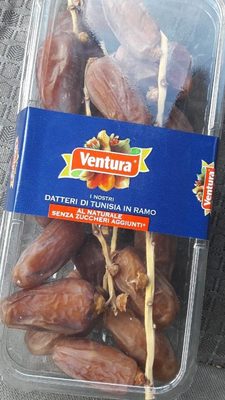 Ventura®
I NOSTRI
DATTERI DI TUNISIA IN RAMO
AL NATURALE
SENZA ZUCCHERI AGGIUNTI*
Ventura